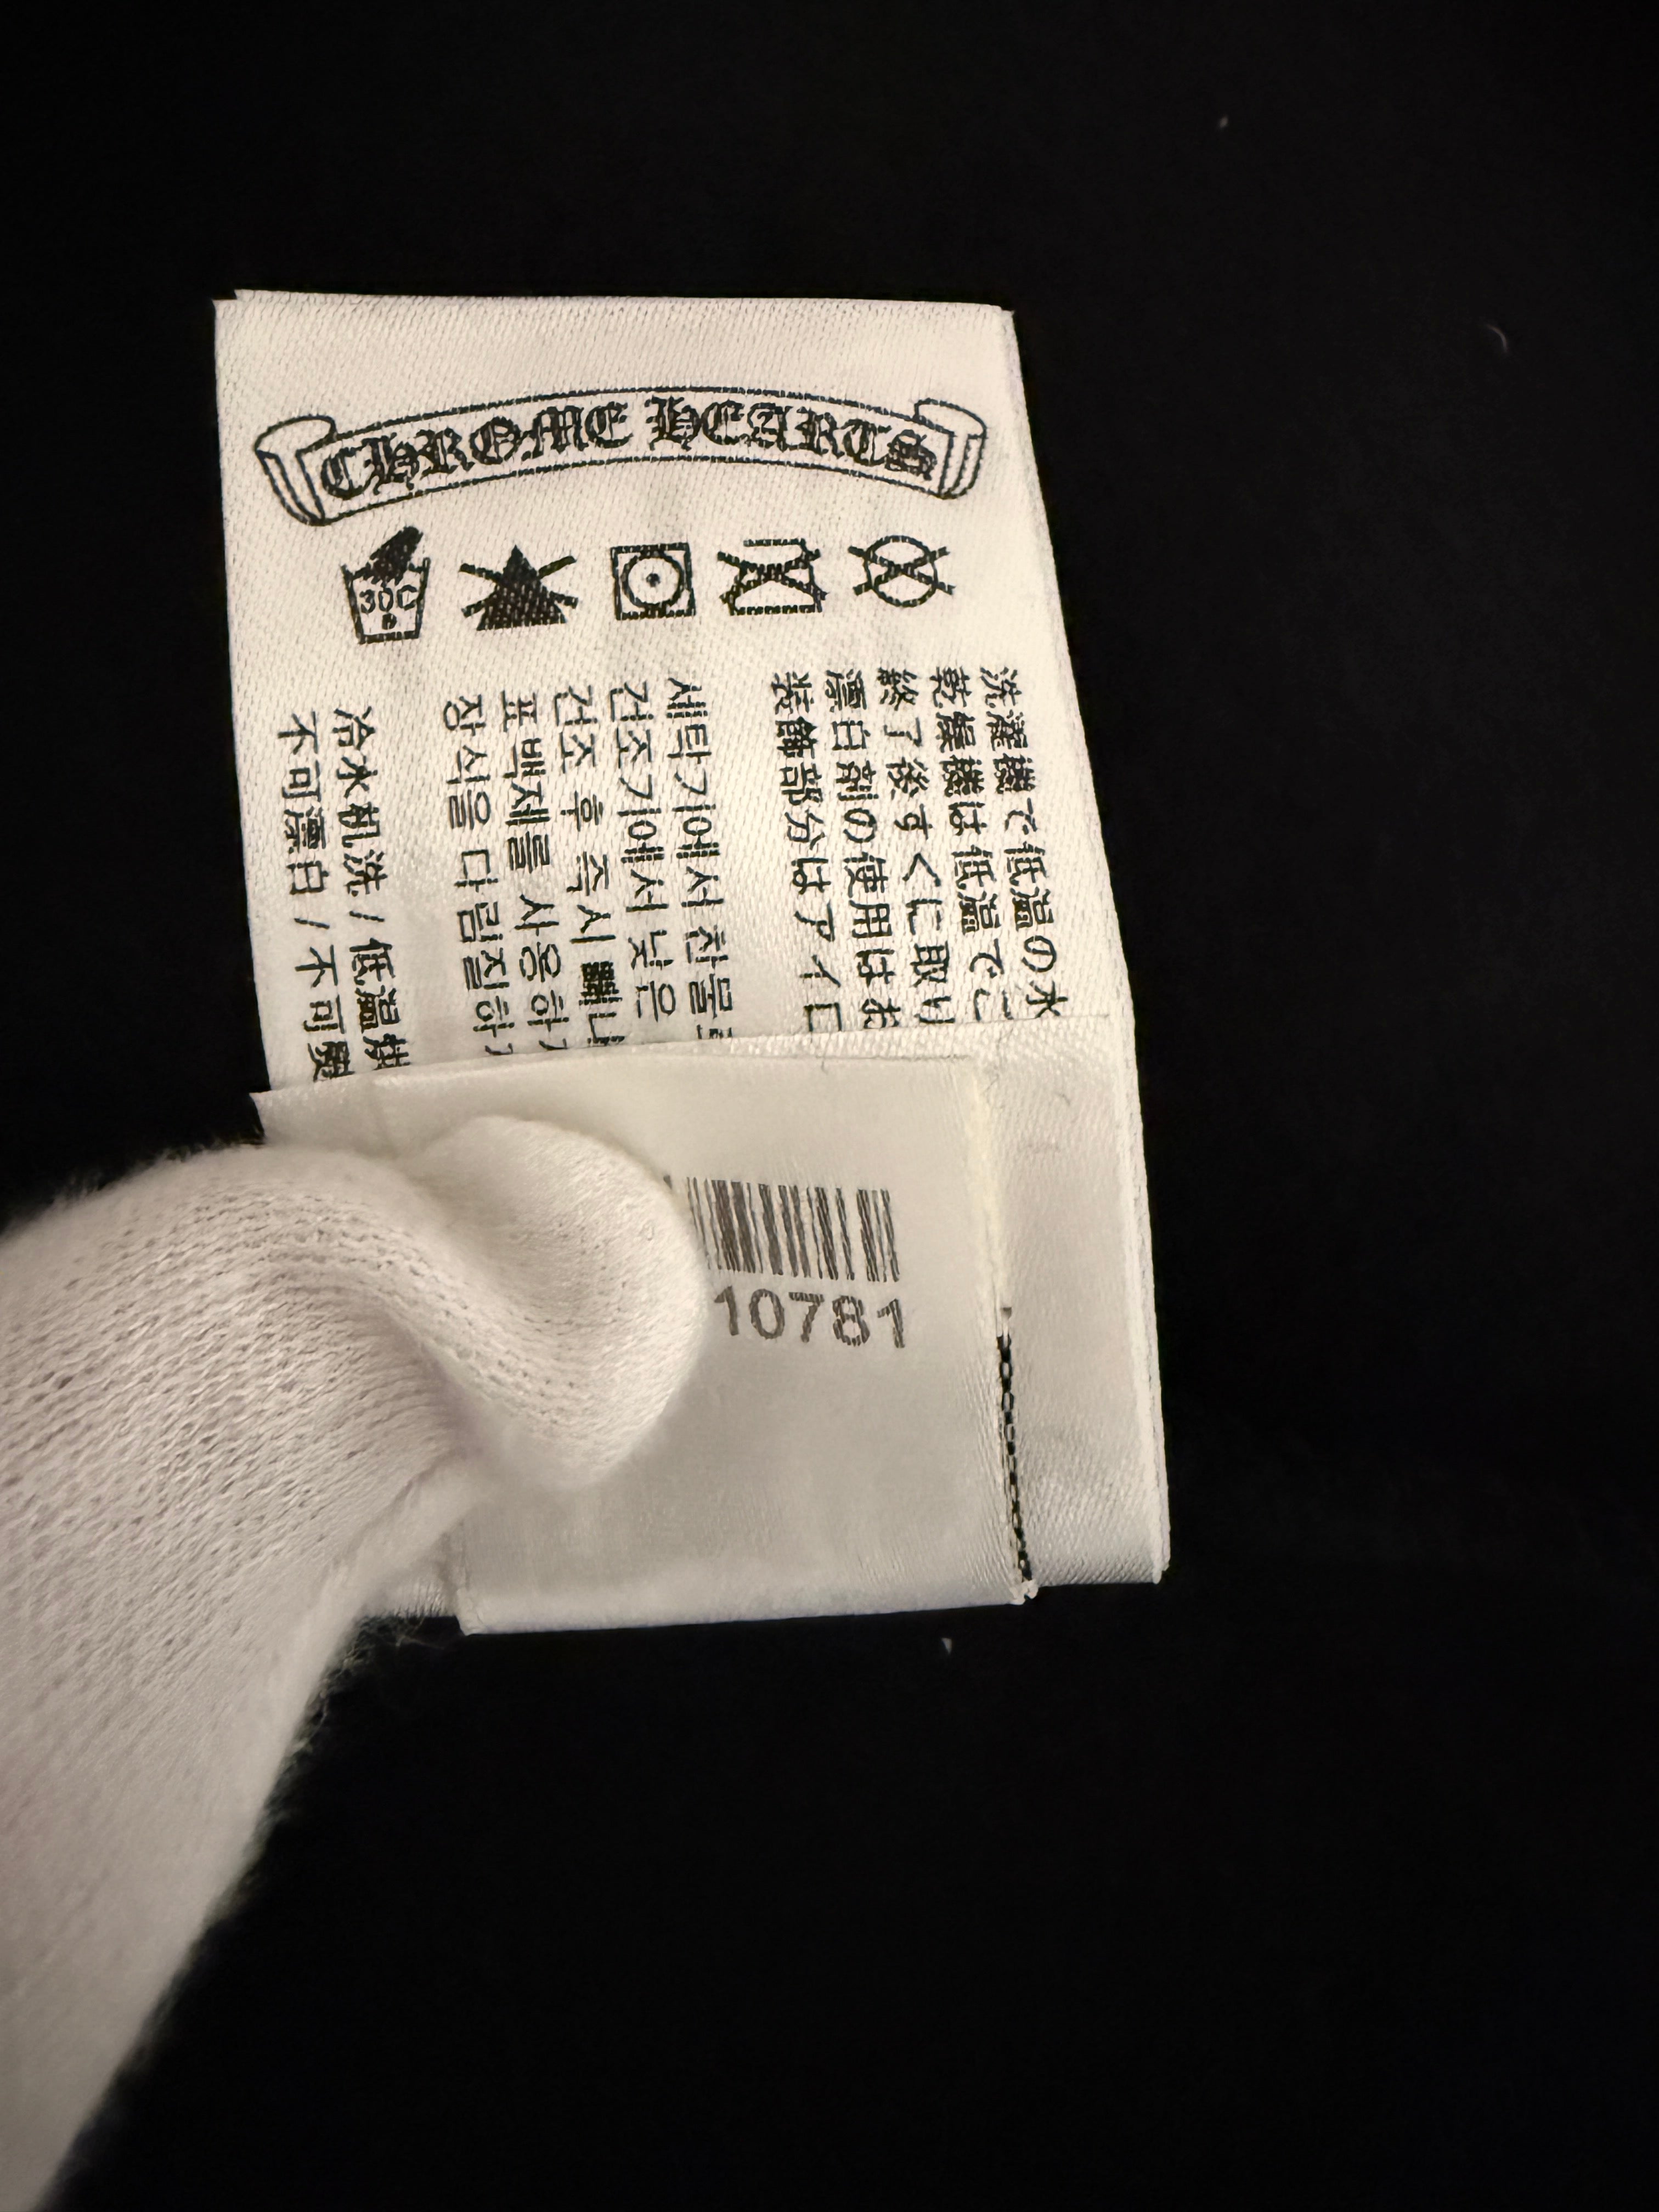 CHROME HEARTS
30C
洗濯機で低温の水
乾燥機は低温で
終了後すぐに取り
漂白剤の使用はお
装飾部分はアイロ
세탁기에서 찬물
건조기에서 낮은
건조 후 즉시
표백제를 사용하
장식을 다림질하
冷水机洗 / 低温
不可漂白 / 不可熨
10781